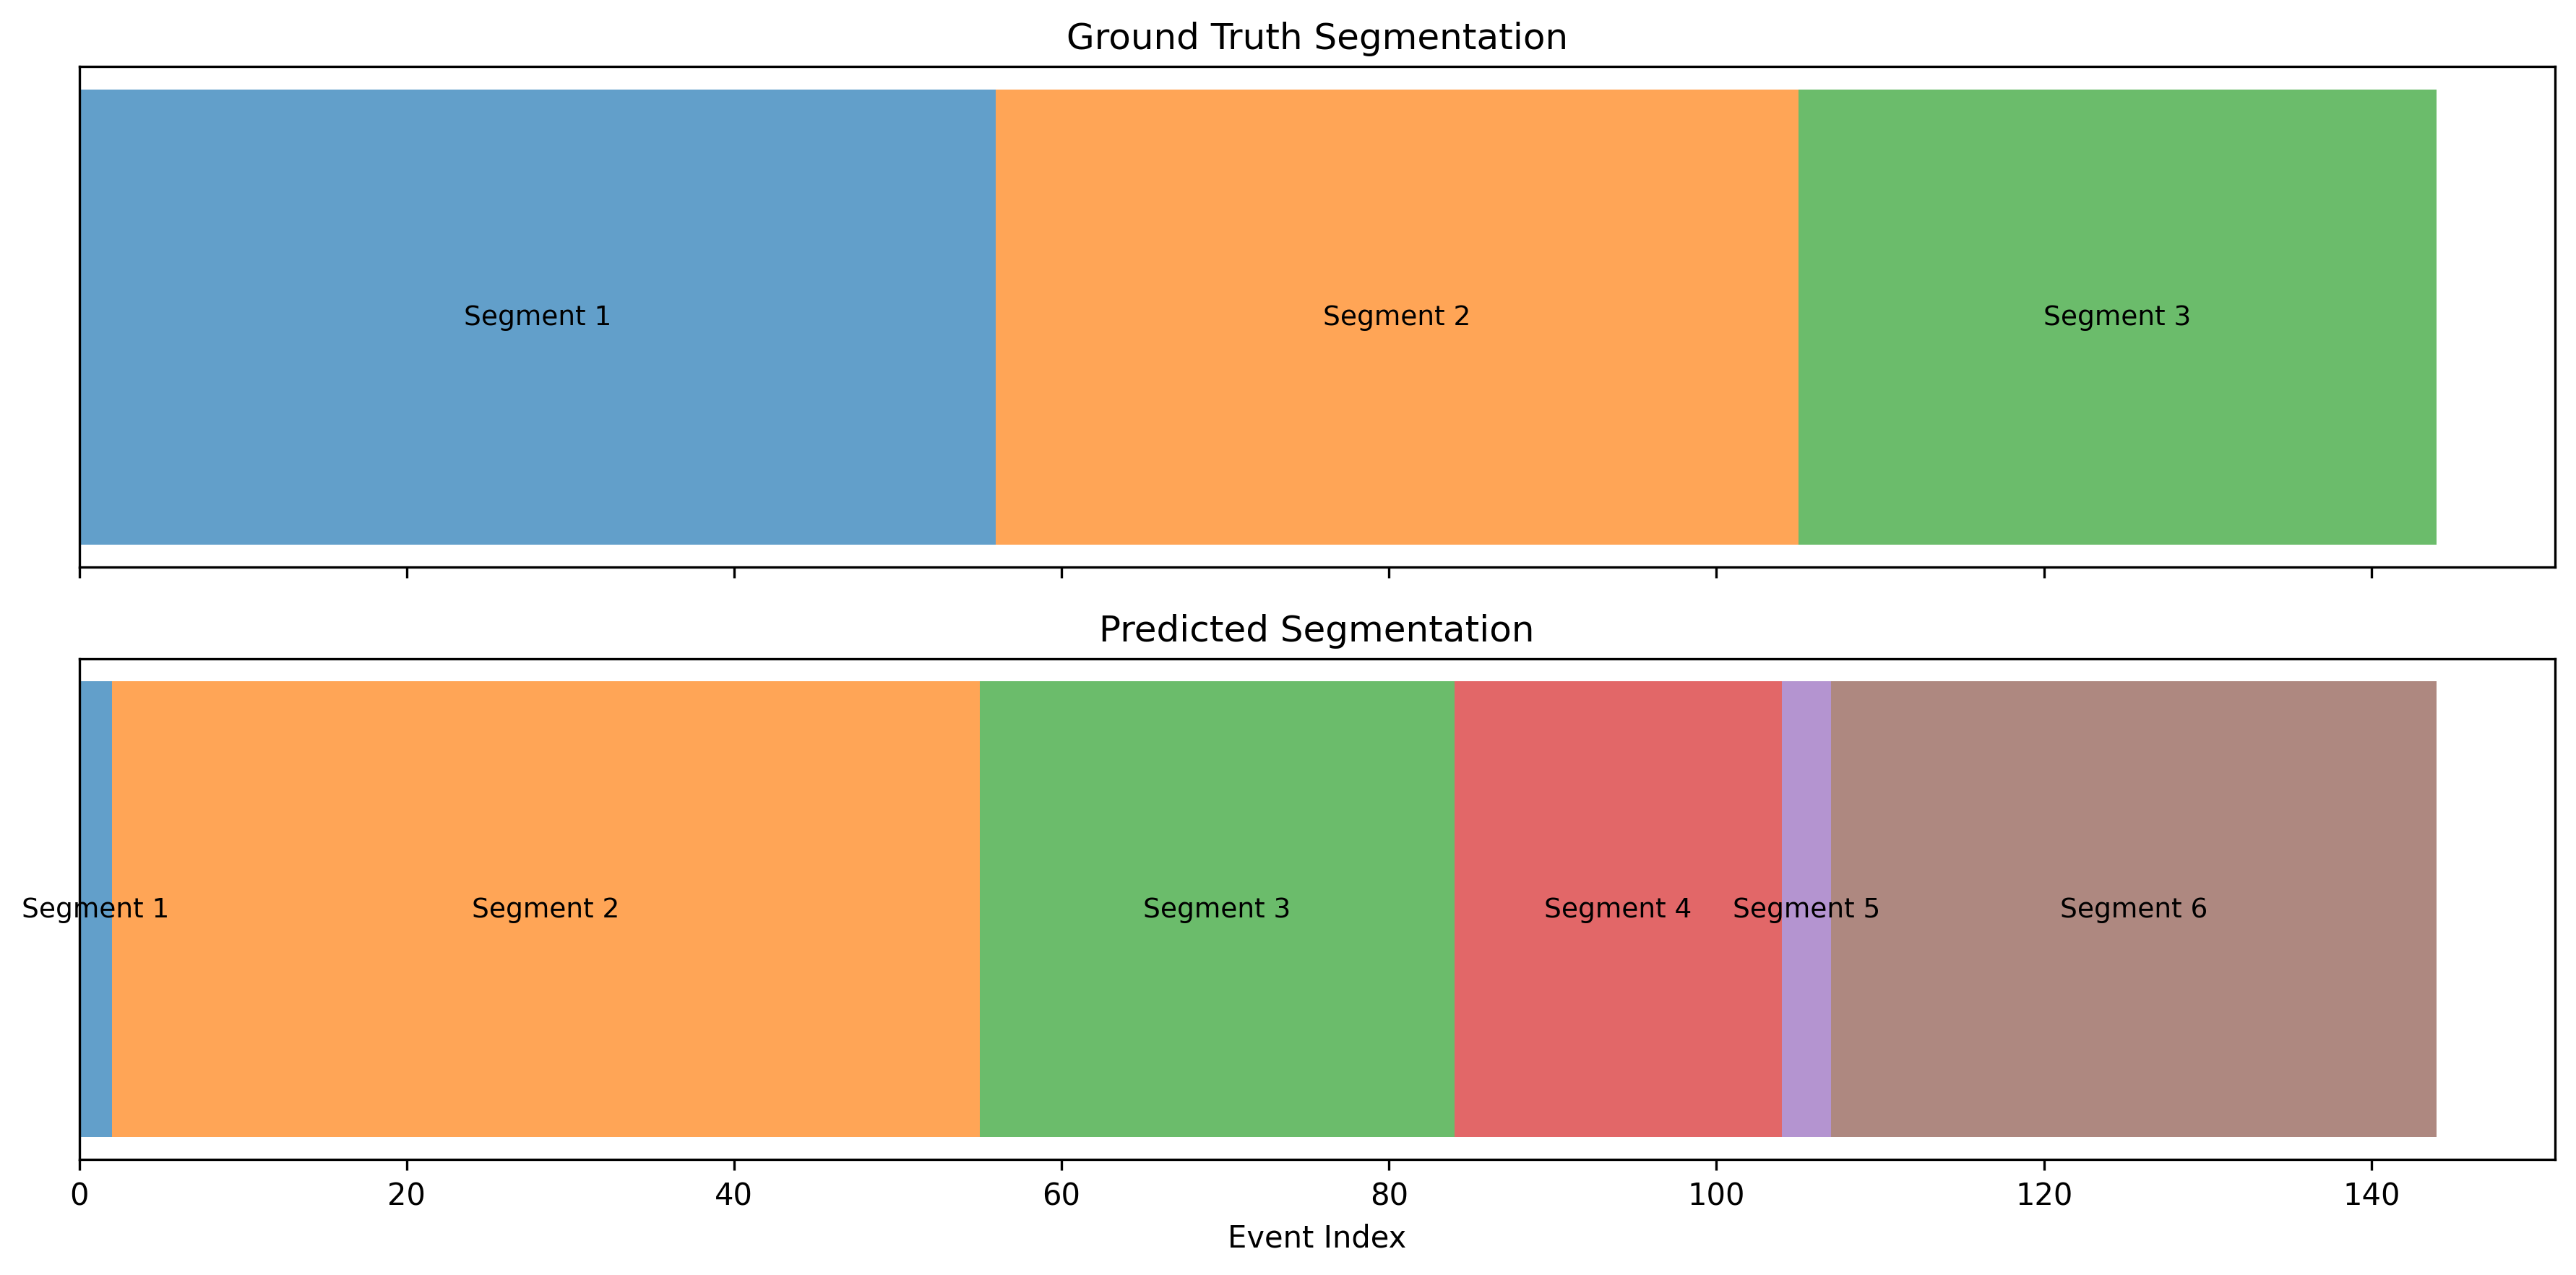 Ground Truth Segmentation
Segment 1 Segment 2 Segment 3
Predicted Segmentation
Segment 1 Segment 2 Segment 3 Segment 4 Segment 5 Segment 6
0 20 40 60 80 100 120 140
Event Index